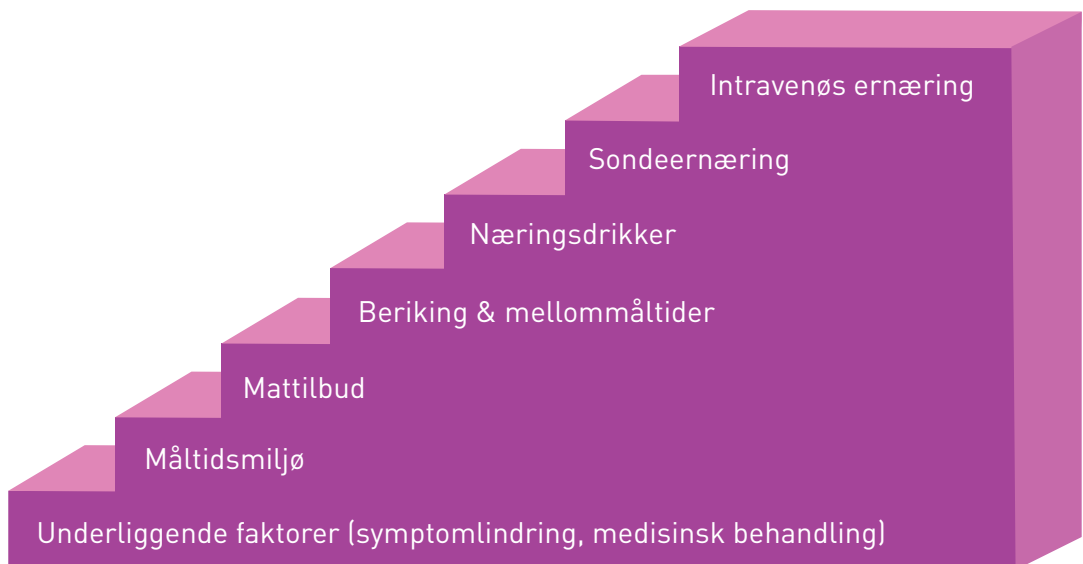 Intravenøs ernæring
Sondeernæring
Næringsdrikker
Beriking & mellommåltider
Mattilbud
Måltidsmiljø
Underliggende faktorer (symptomlindring, medisinsk behandling)